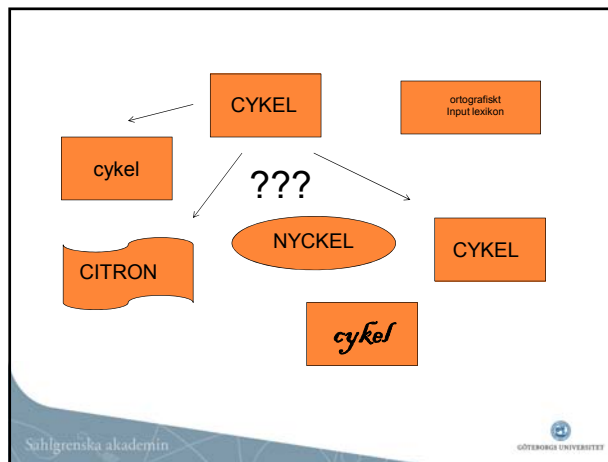 CYKEL
ortografiskt
Input lexikon
cykel
???
NYCKEL
CYKEL
CITRON
cykel
Sahlgrenska akademin
GÖTEBORGS UNIVERSITET